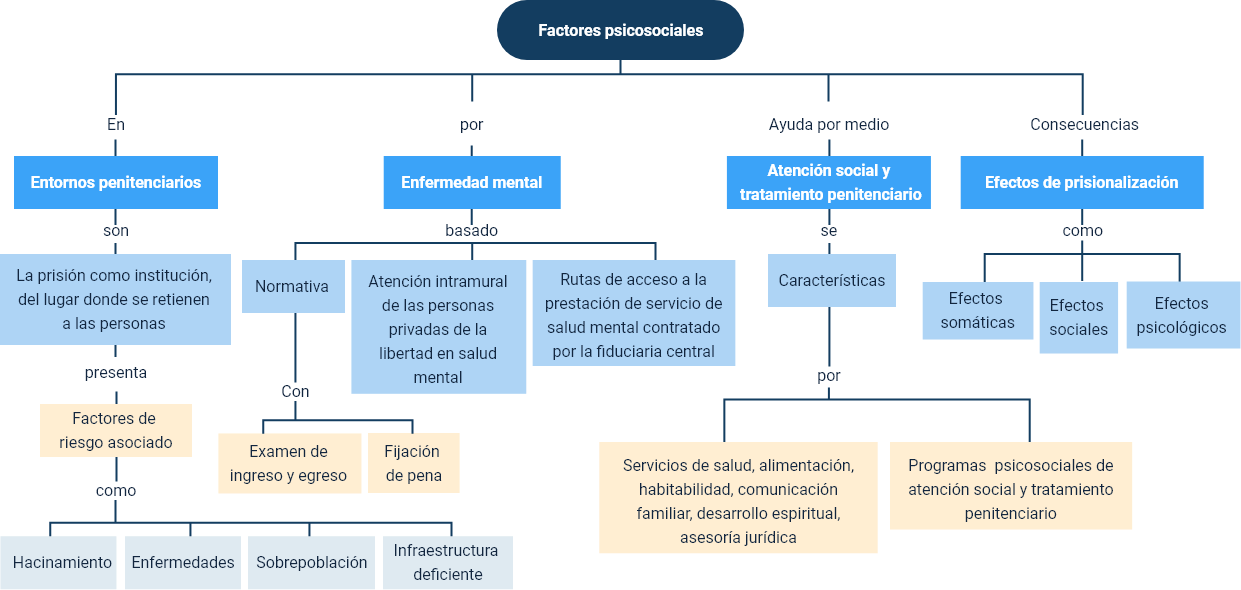 Factores psicosociales
En
por
Ayuda por medio
Consecuencias
Entornos penitenciarios
Enfermedad mental
Atención social y
tratamiento penitenciario
Efectos de prisionalización
son
basado
se
como
La prisión como institución,
del lugar donde se retienen
a las personas
Normativa
Atención intramural
de las personas
privadas de la
libertad en salud
mental
Rutas de acceso a la
prestación de servicio de
salud mental contratado
por la fiduciaria central
Características
Efectos
somáticas
Efectos
sociales
Efectos
psicológicos
presenta
Con
por
Factores de
riesgo asociado
Examen de
ingreso y egreso
Fijación
de pena
Servicios de salud, alimentación,
habitabilidad, comunicación
familiar, desarrollo espiritual,
asesoría jurídica
Programas  psicosociales de
atención social y tratamiento
penitenciario
como
Hacinamiento
Enfermedades
Sobrepoblación
Infraestructura
deficiente